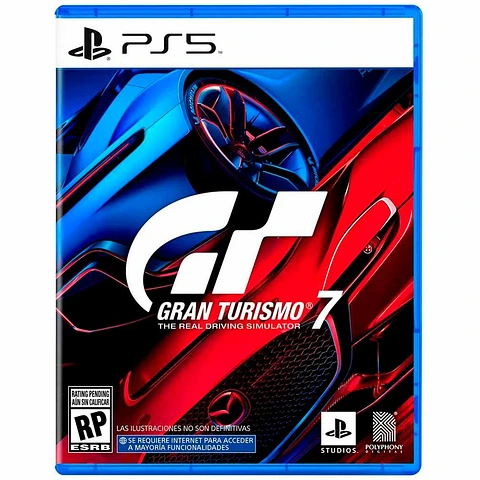 PS5
GT
GRAN TURISMO® 7
THE REAL DRIVING SIMULATOR
RATING PENDING
AÚN SIN CALIFICAR
RP
ESRB
LAS ILUSTRACIONES NO SON DEFINITIVAS
SE REQUIERE INTERNET PARA ACCEDER
A MAYORÍA FUNCIONALIDADES
STUDIOS.
POLYPHONY
DIGITAL